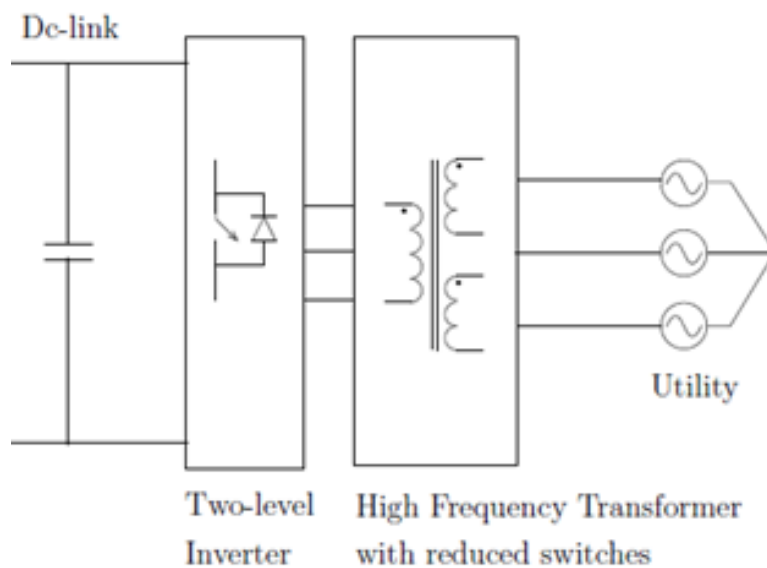 Dc-link
Utility
Two-level
Inverter
High Frequency Transformer
with reduced switches